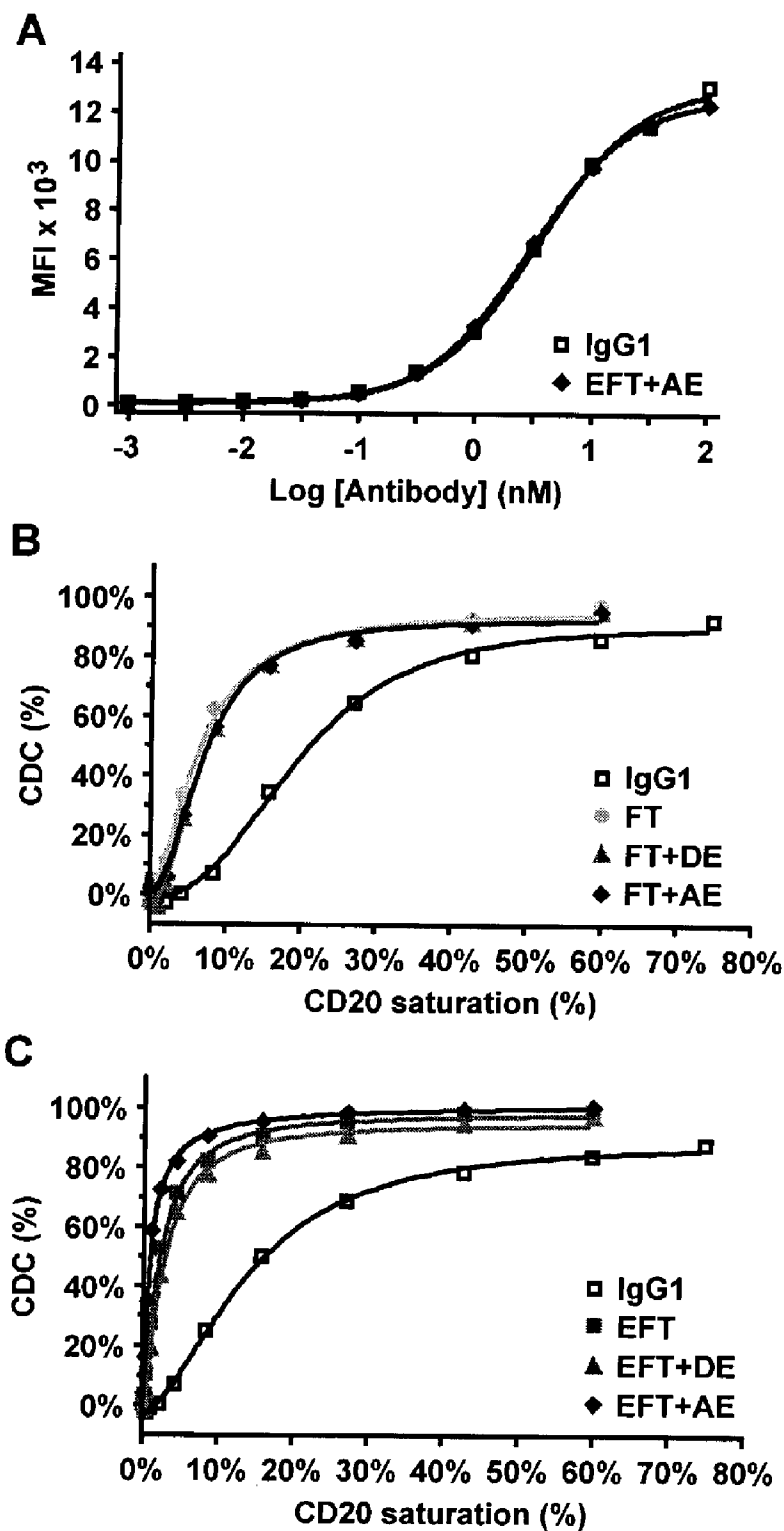 A
14
12
10
8
6
4
2
0
MFI x 10³
IgG1
EFT+AE
-3 -2 -1 0 1 2
Log [Antibody] (nM)
B
100%
80%
60%
40%
20%
0%
CDC (%)
IgG1
FT
FT+DE
FT+AE
0% 10% 20% 30% 40% 50% 60% 70% 80%
CD20 saturation (%)
C
100%
80%
60%
40%
20%
0%
CDC (%)
IgG1
EFT
EFT+DE
EFT+AE
0% 10% 20% 30% 40% 50% 60% 70% 80%
CD20 saturation (%)